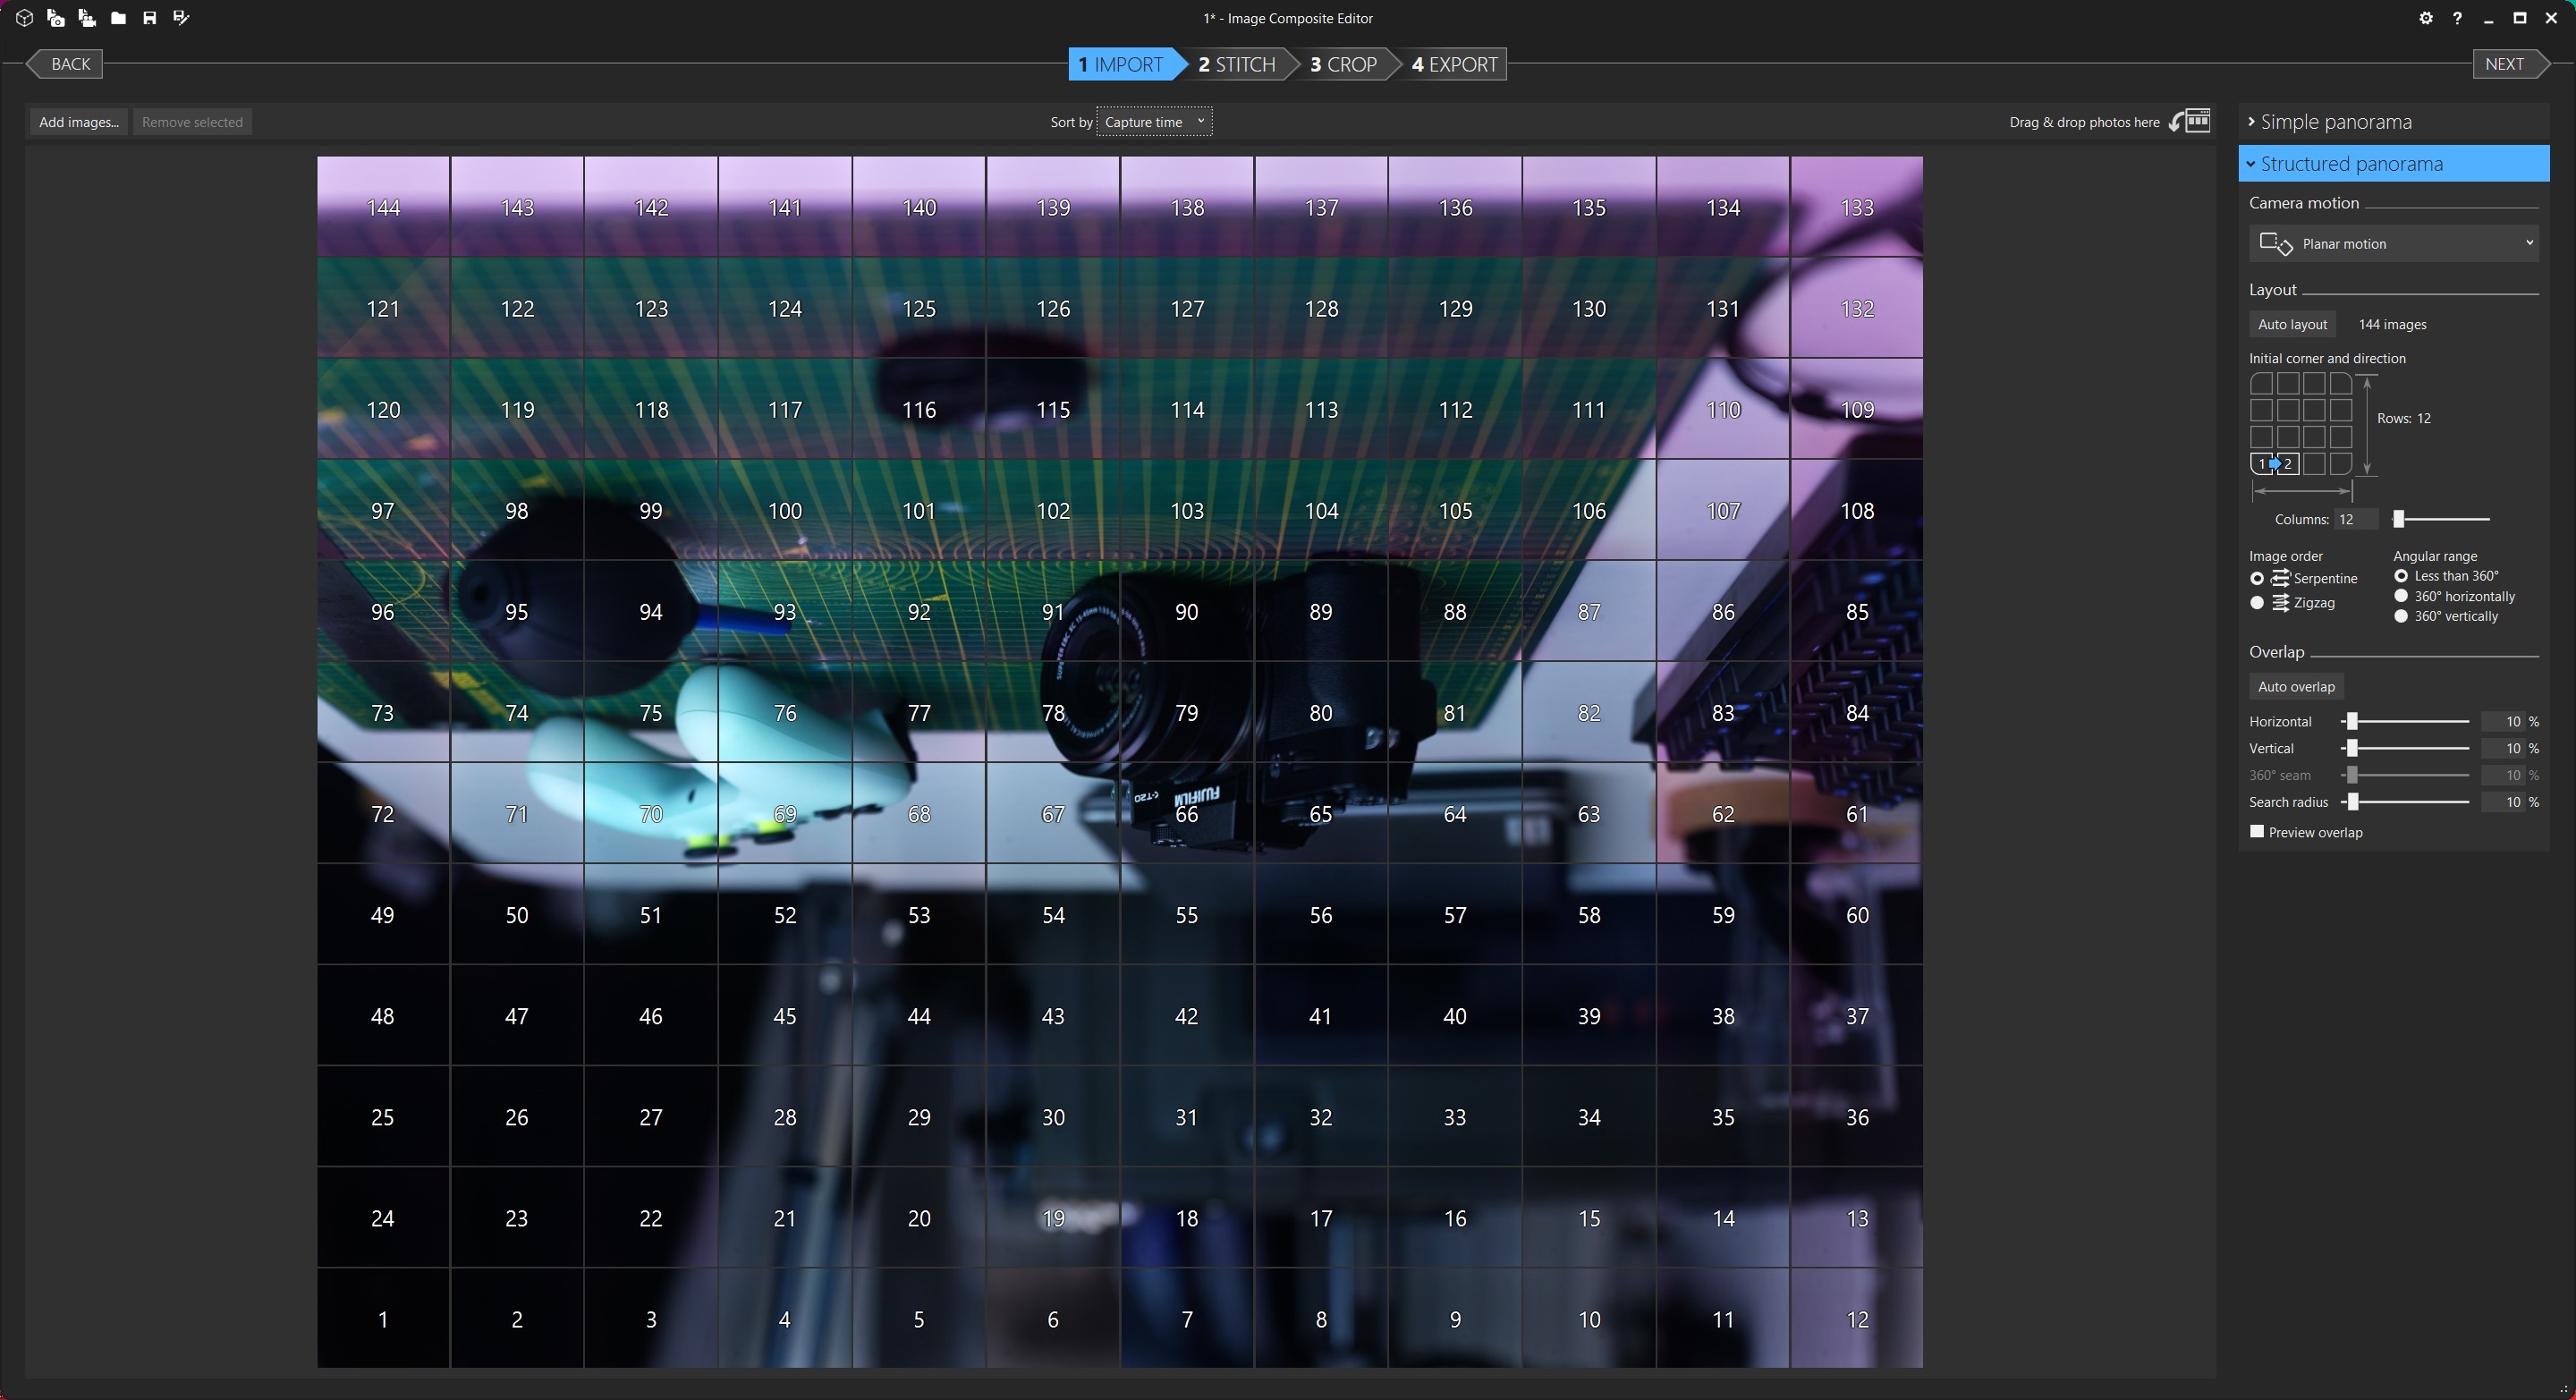 1* - Image Composite Editor
BACK
1 IMPORT
2 STITCH
3 CROP
4 EXPORT
NEXT
Add images...
Remove selected
Sort by
Capture time
Drag & drop photos here
144 143 142 141 140 139 138 137 136 135 134 133
121 122 123 124 125 126 127 128 129 130 131 132
120 119 118 117 116 115 114 113 112 111 110 109
97 98 99 100 101 102 103 104 105 106 107 108
96 95 94 93 92 91 90 89 88 87 86 85
73 74 75 76 77 78 79 80 81 82 83 84
72 71 70 69 68 67 66 65 64 63 62 61
FUJIFILM
X-T20
49 50 51 52 53 54 55 56 57 58 59 60
48 47 46 45 44 43 42 41 40 39 38 37
25 26 27 28 29 30 31 32 33 34 35 36
24 23 22 21 20 19 18 17 16 15 14 13
1 2 3 4 5 6 7 8 9 10 11 12
Simple panorama
Structured panorama
Camera motion
Planar motion
Layout
Auto layout
144 images
Initial corner and direction
Rows: 12
1 2
Columns: 12
Image order
Serpentine
Zigzag
Angular range
Less than 360°
360° horizontally
360° vertically
Overlap
Auto overlap
Horizontal 10 %
Vertical 10 %
360° seam 10 %
Search radius 10 %
Preview overlap